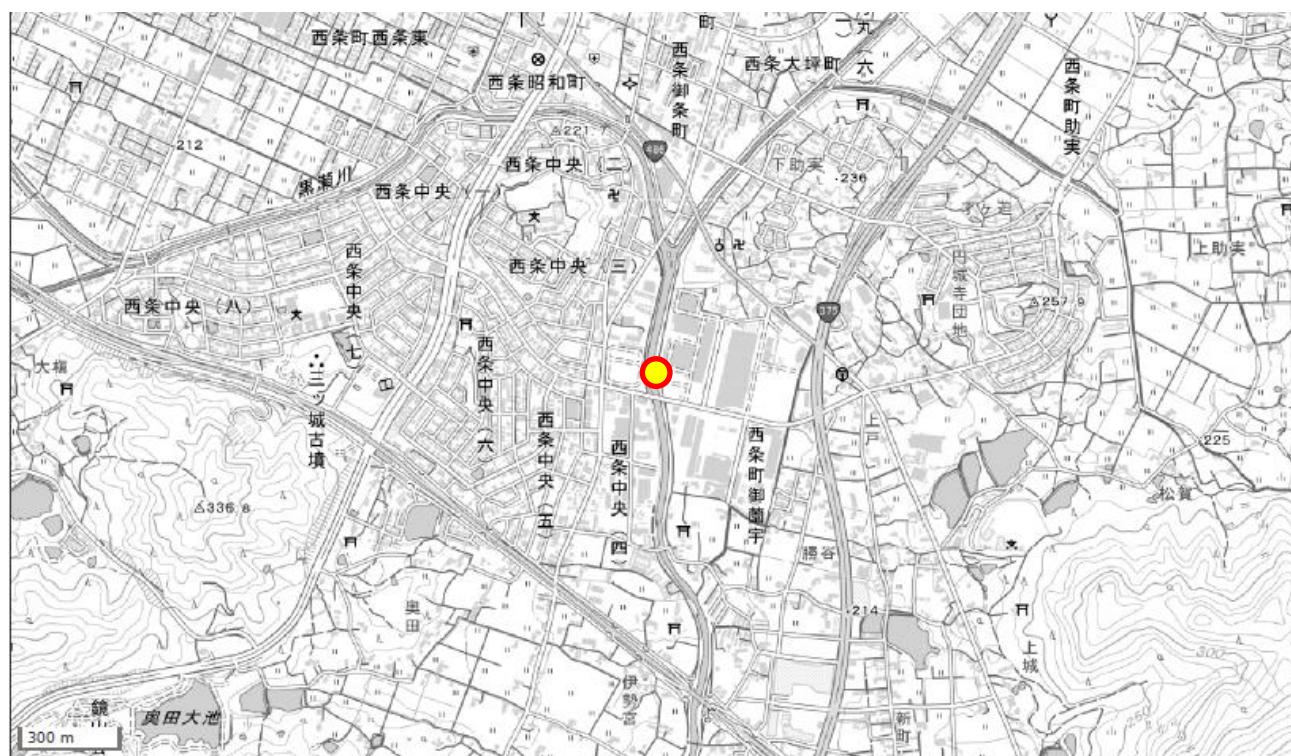 西条町西条東
西条昭和町
西条御条町
西条大坪町
西条町助実
212
221.7
486
下助実
236
黒瀬川
西条中央(一)
西条中央(二)
西条中央(三)
上助実
円城寺団地
257.9
西条中央(七)
西条中央(八)
375
大槇
三ッ城古墳
西条中央(六)
西条中央(五)
西条中央(四)
西条町御薗宇
上戸
225
松賀
336.8
勝谷
奥田
214
上城
300
250
伊勢宮
新町
鏡山
奥田大池
300 m